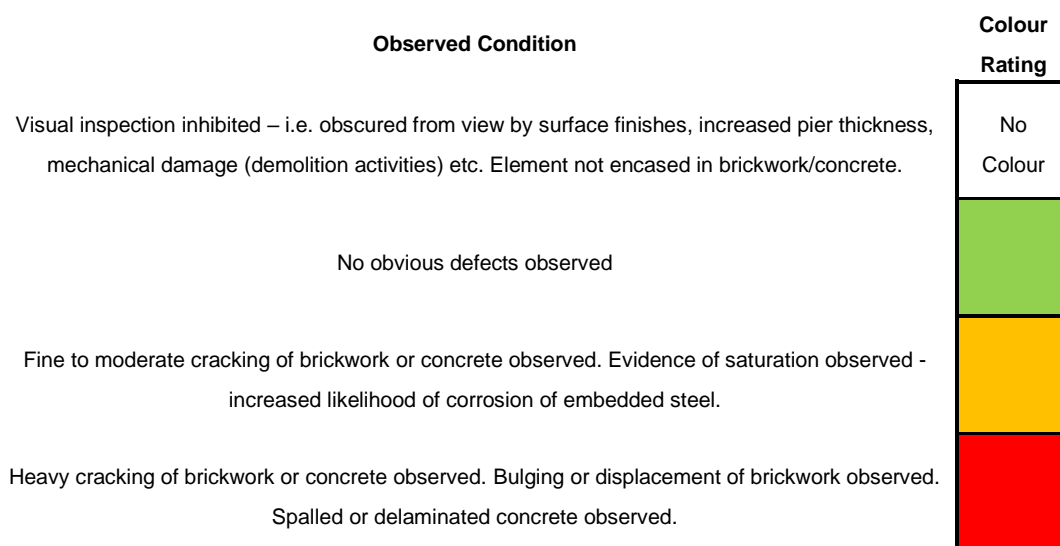 Observed Condition
Colour
Rating
Visual inspection inhibited – i.e. obscured from view by surface finishes, increased pier thickness,
mechanical damage (demolition activities) etc. Element not encased in brickwork/concrete.
No
Colour
No obvious defects observed
Fine to moderate cracking of brickwork or concrete observed. Evidence of saturation observed -
increased likelihood of corrosion of embedded steel.
Heavy cracking of brickwork or concrete observed. Bulging or displacement of brickwork observed.
Spalled or delaminated concrete observed.